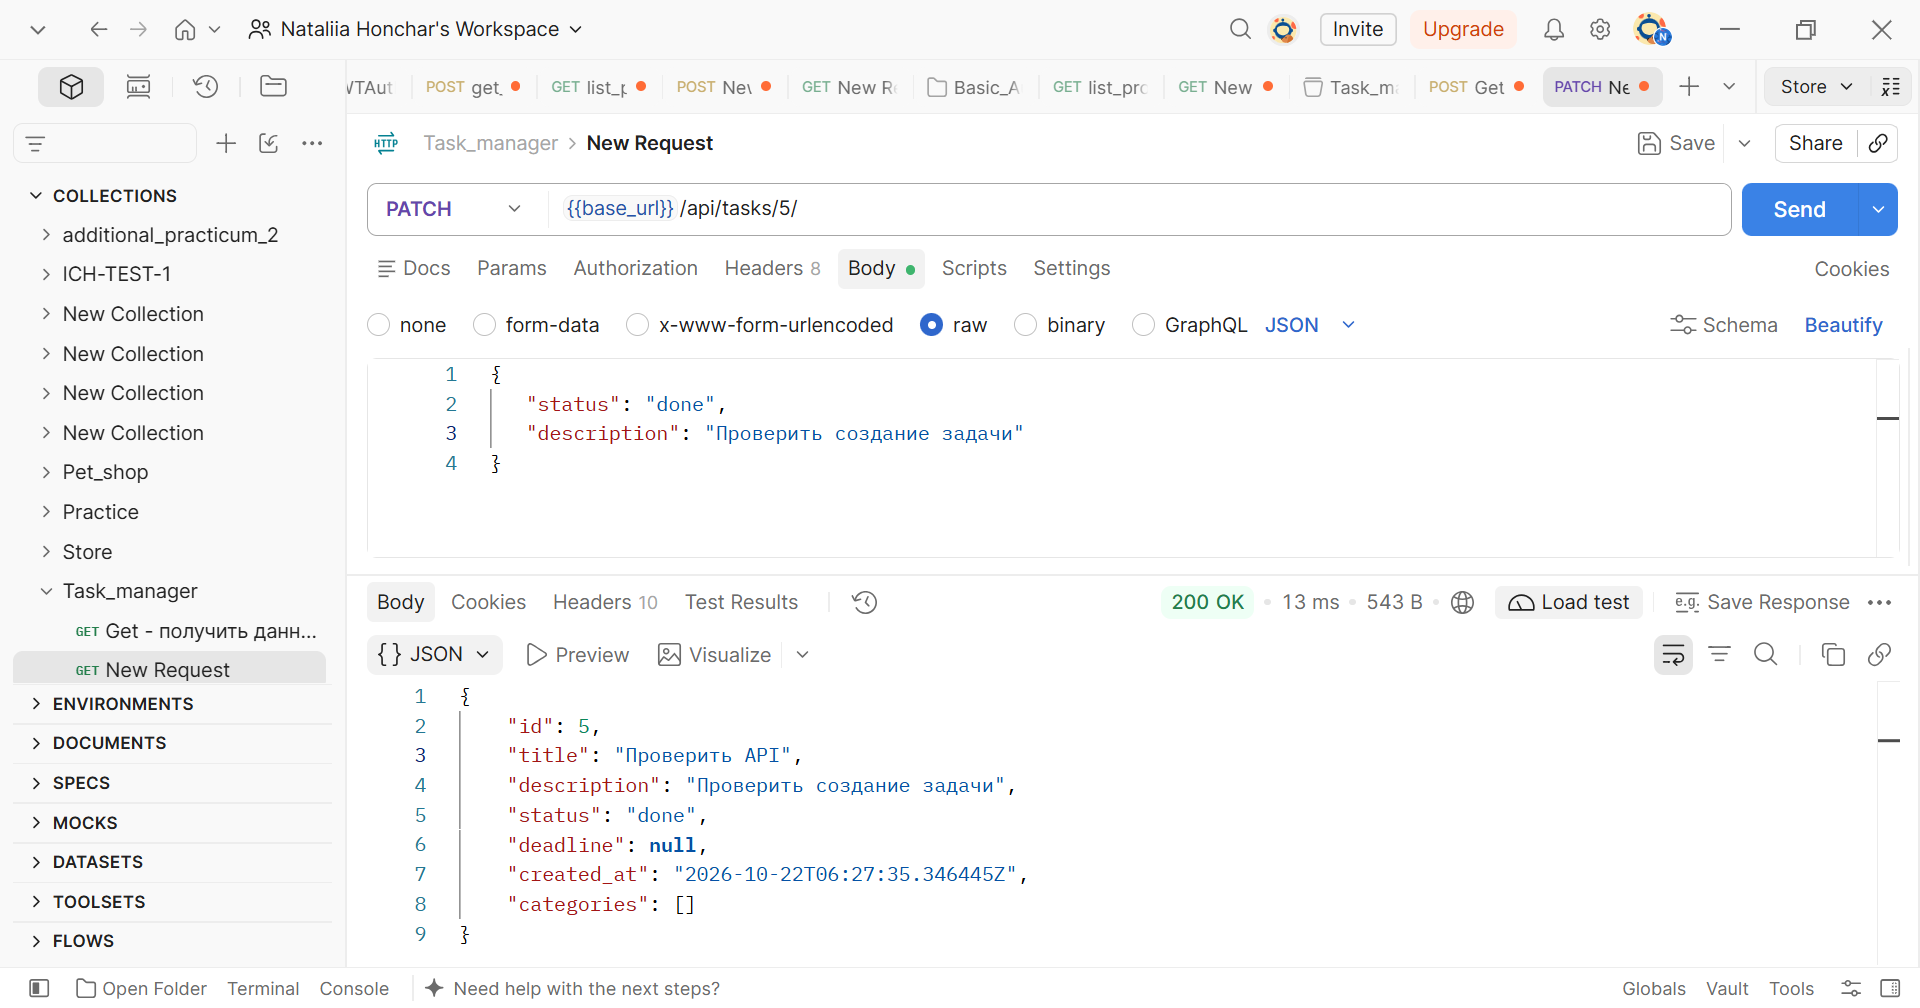 Nataliia Honchar's Workspace
Invite
Upgrade
N
POST get_
GET list_p
POST New
GET New Re
Basic_A
GET list_pro
GET New
Task_ma
POST Get
PATCH Ne
Store
HTTP
Task_manager > New Request
Save
Share
COLLECTIONS
additional_practicum_2
ICH-TEST-1
New Collection
New Collection
New Collection
New Collection
Pet_shop
Practice
Store
Task_manager
GET Get - получить данн...
GET New Request
ENVIRONMENTS
DOCUMENTS
SPECS
MOCKS
DATASETS
TOOLSETS
FLOWS
PATCH
{{base_url}} /api/tasks/5/
Send
Docs
Params
Authorization
Headers 8
Body
Scripts
Settings
Cookies
none
form-data
x-www-form-urlencoded
raw
binary
GraphQL
JSON
Schema
Beautify
1 {
2 "status": "done",
3 "description": "Проверить создание задачи"
4 }
Body
Cookies
Headers 10
Test Results
200 OK
13 ms
543 B
Load test
e.g. Save Response
{} JSON
Preview
Visualize
1 {
2 "id": 5,
3 "title": "Проверить API",
4 "description": "Проверить создание задачи",
5 "status": "done",
6 "deadline": null,
7 "created_at": "2026-10-22T06:27:35.346445Z",
8 "categories": []
9 }
Open Folder
Terminal
Console
Need help with the next steps?
Globals
Vault
Tools